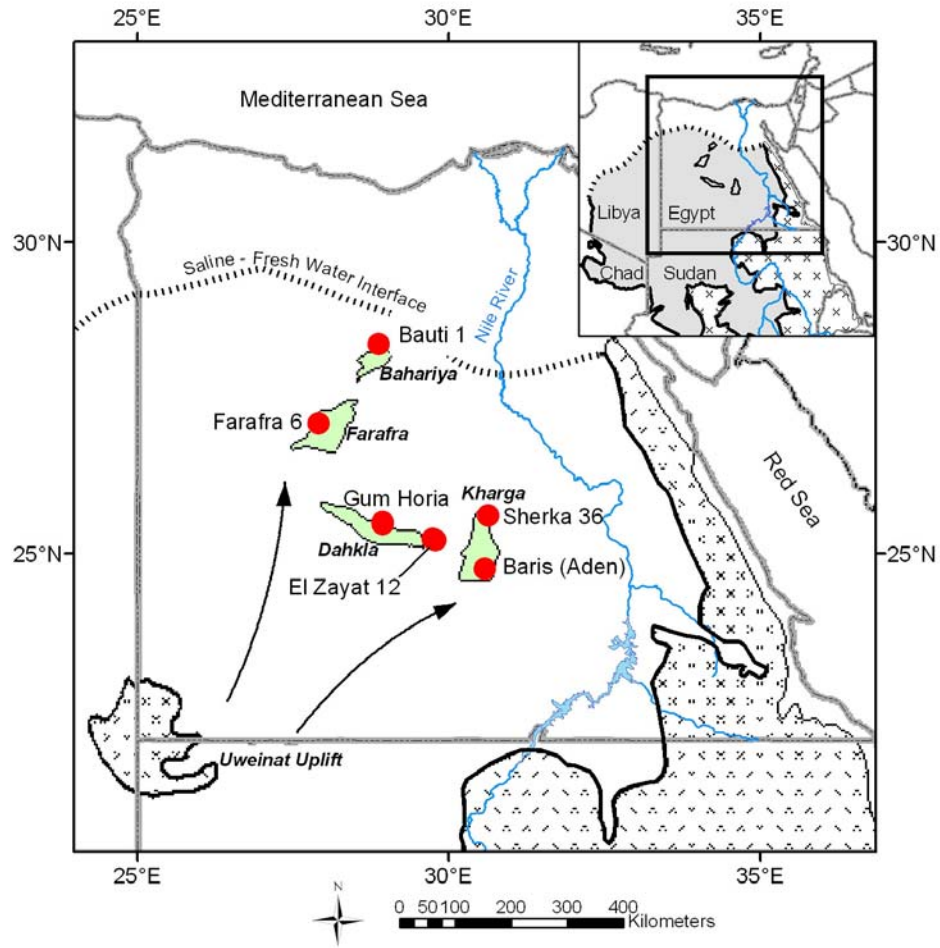 25°E
30°E
35°E
Mediterranean Sea
Libya
Egypt
Chad
Sudan
30°N
30°N
Saline - Fresh Water Interface
Nile River
Bauti 1
Bahariya
Farafra 6
Farafra
Red Sea
Gum Horia
Kharga
Sherka 36
Dahkla
25°N
25°N
El Zayat 12
Baris (Aden)
Uweinat Uplift
25°E
30°E
35°E
N
0 50 100 200 300 400
Kilometers